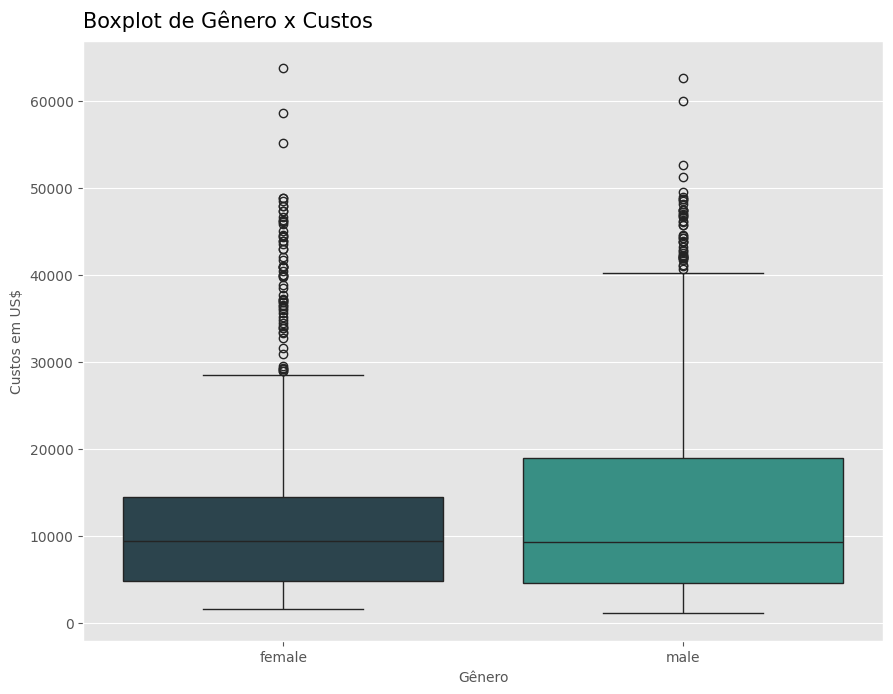 Boxplot de Gênero x Custos
60000
50000
40000
30000
20000
10000
0
Custos em US$
female
male
Gênero